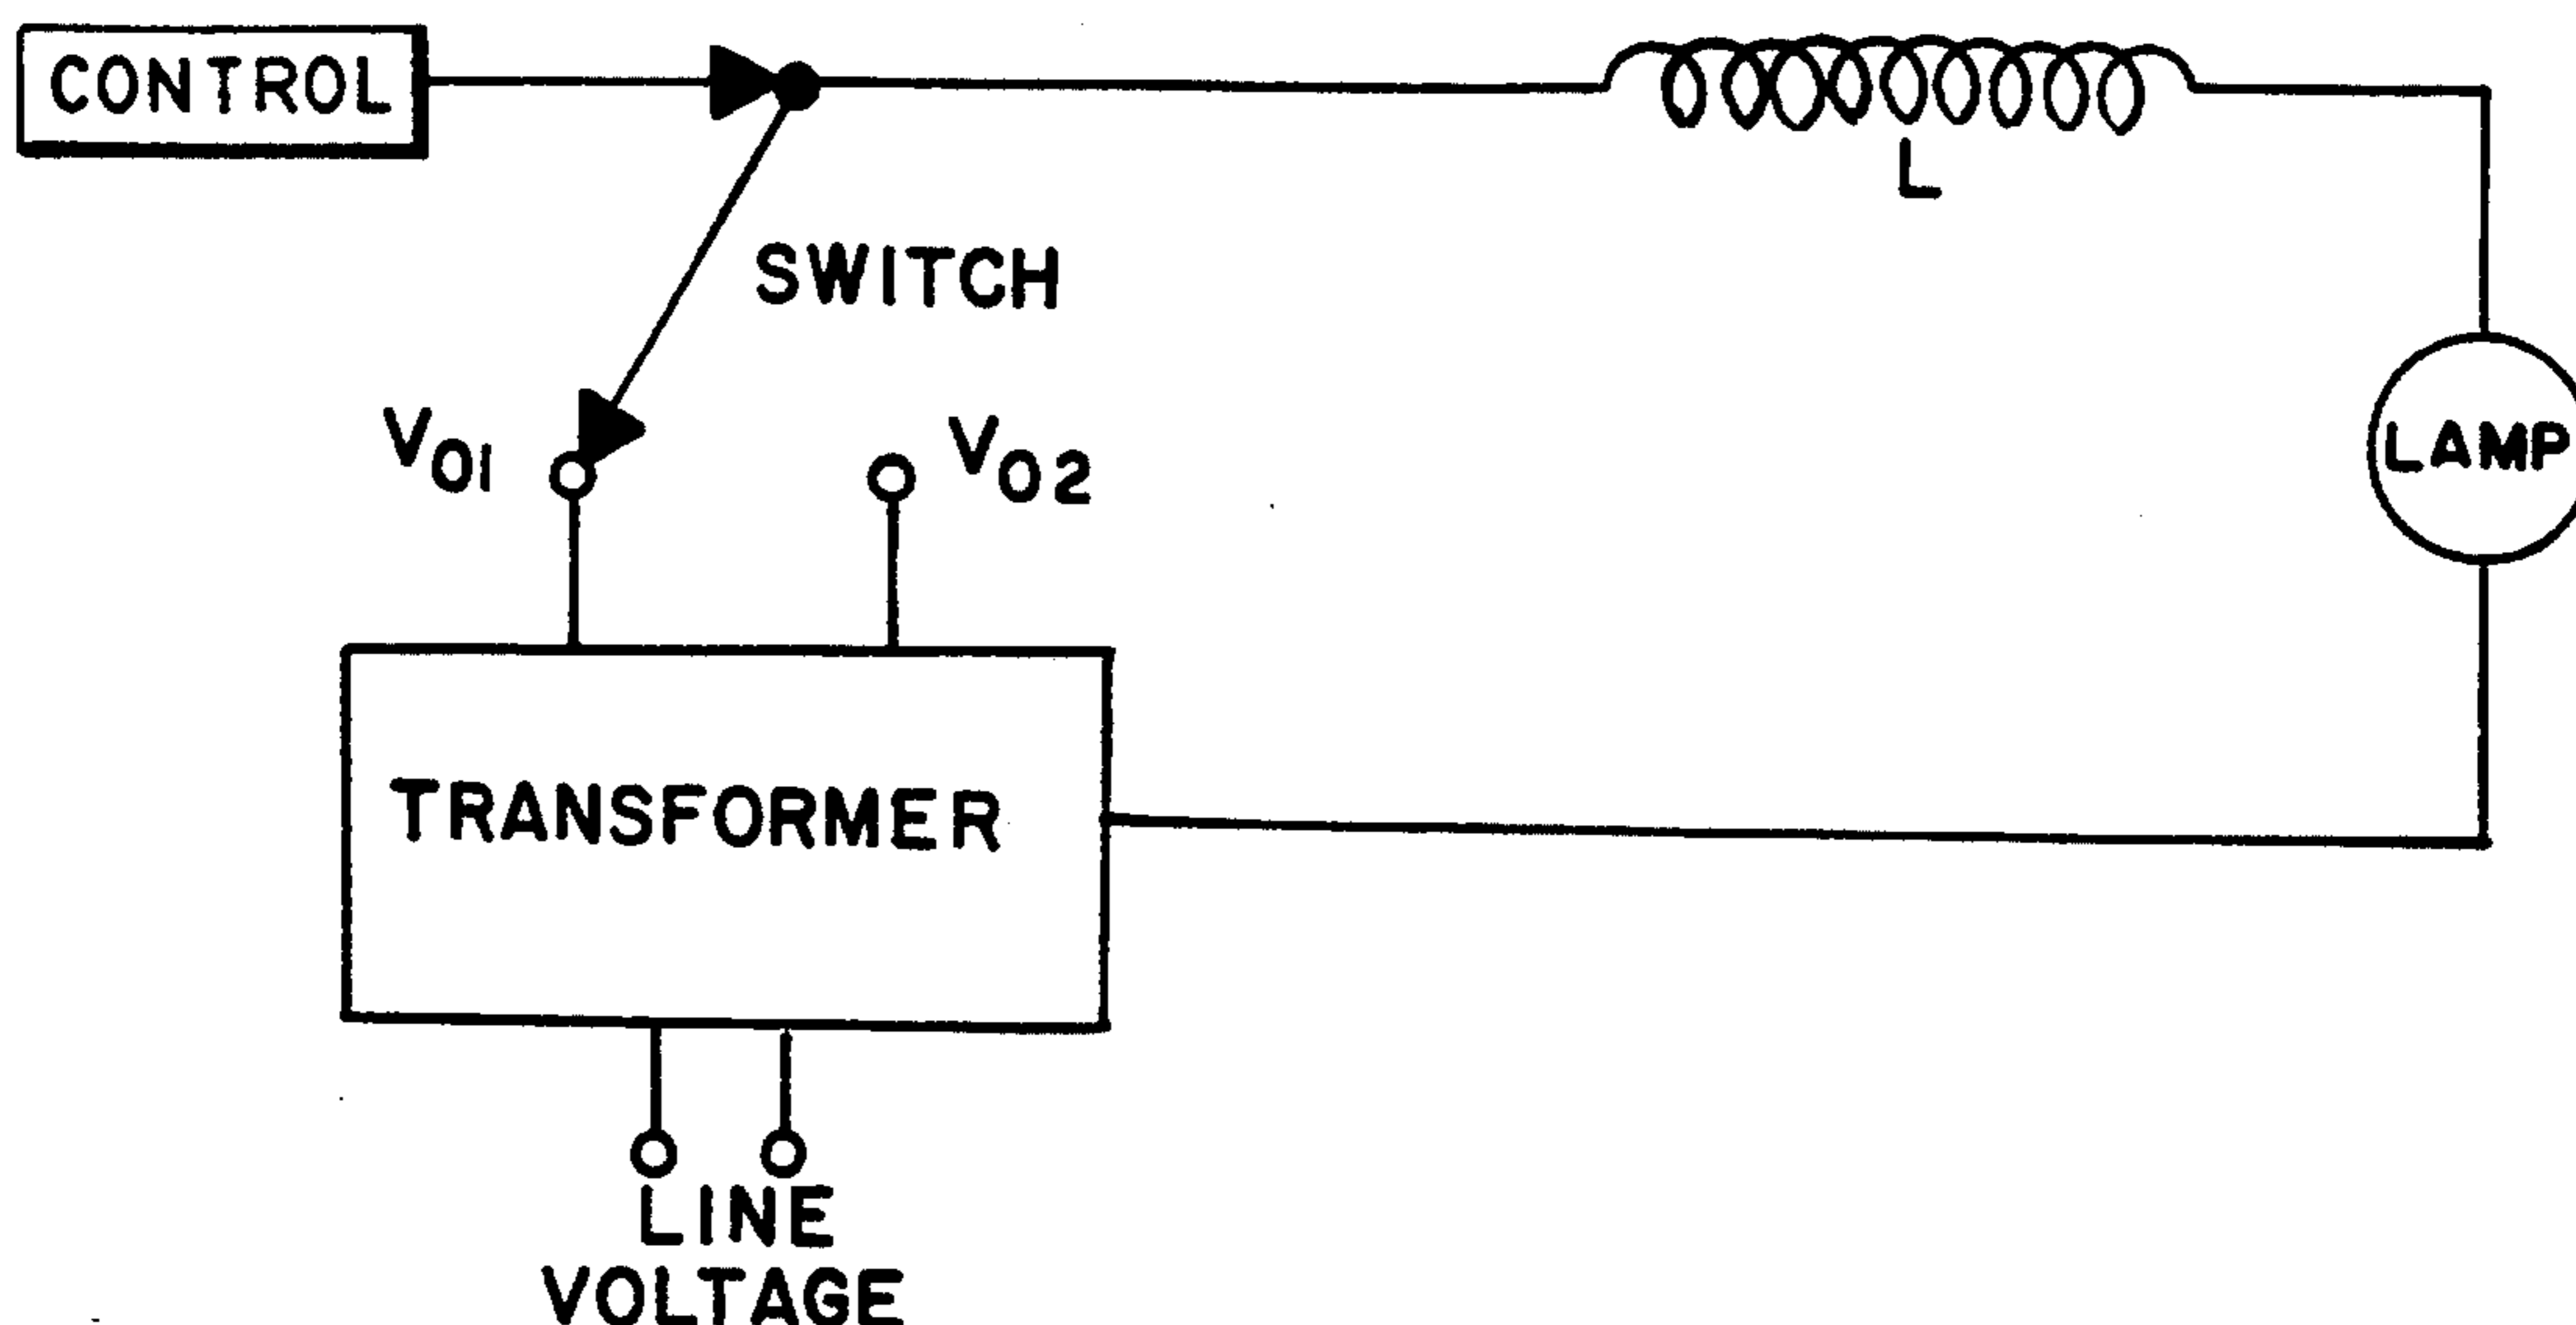 CONTROL
L
SWITCH
LAMP
V01
V02
TRANSFORMER
LINE
VOLTAGE